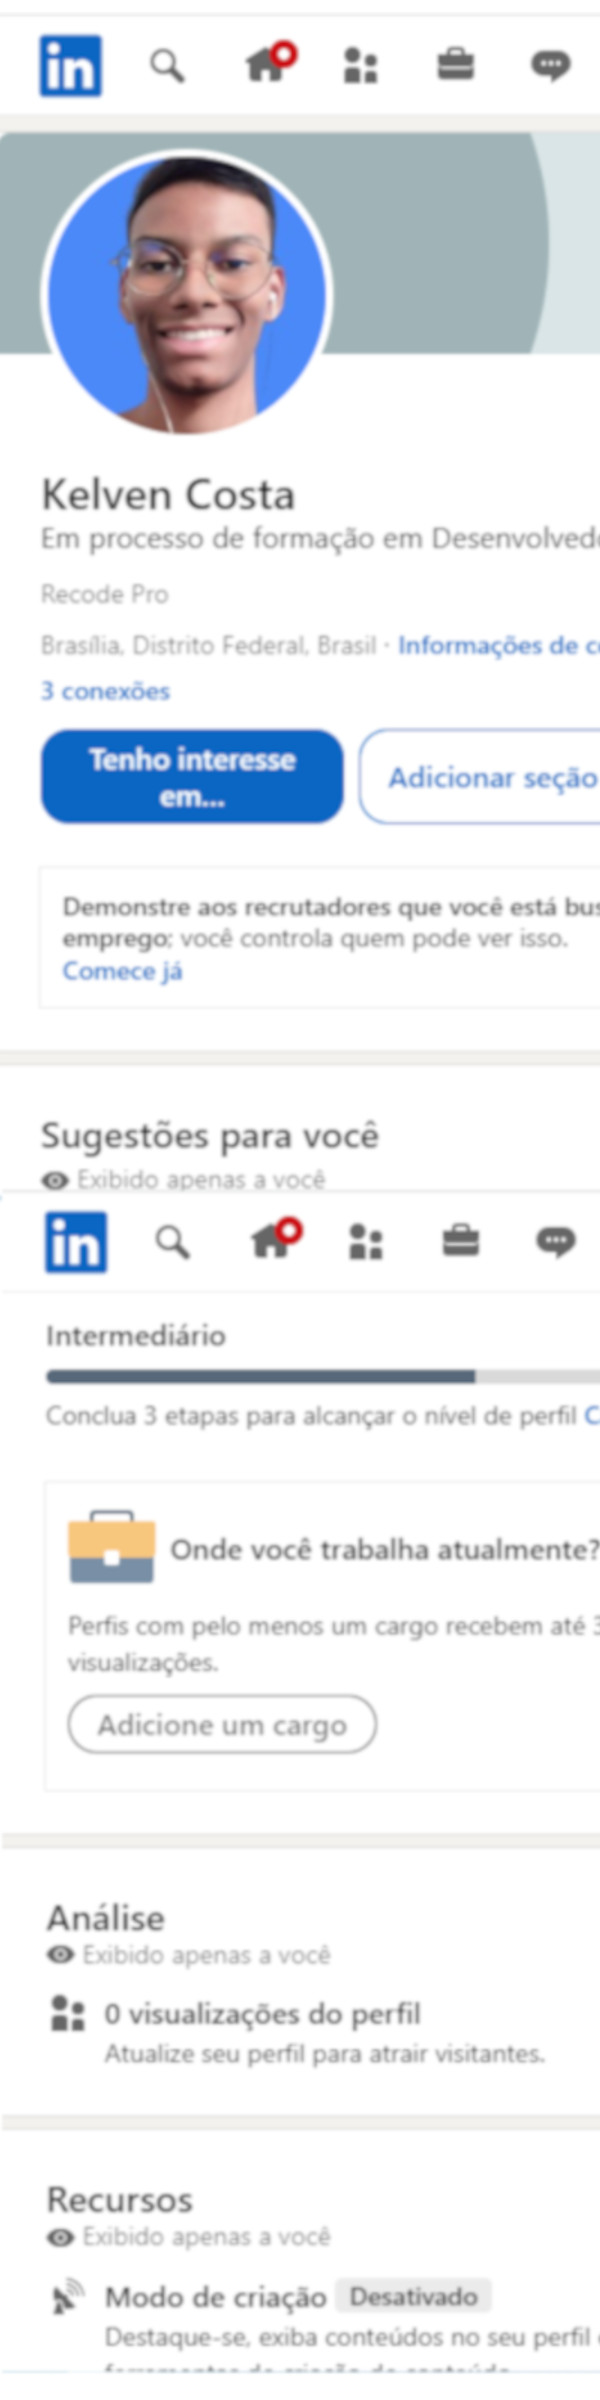 in
Kelven Costa
Em processo de formação em
Recode Pro
Brasília, Distrito Federal, Brasil · Informações de
3 conexões
Tenho interesse
em...
Adicionar seção
Demonstre aos recrutadores que você está
emprego; você controla quem pode ver isso.
Comece já
Sugestões para você
Exibido apenas a você
in
Intermediário
Conclua 3 etapas para alcançar o nível de perfil
Onde você trabalha atualmente?
Perfis com pelo menos um cargo recebem até
visualizações.
Adicione um cargo
Análise
Exibido apenas a você
0 visualizações do perfil
Atualize seu perfil para atrair visitantes.
Recursos
Exibido apenas a você
Modo de criação Desativado
Destaque-se, exiba conteúdos no seu perfil